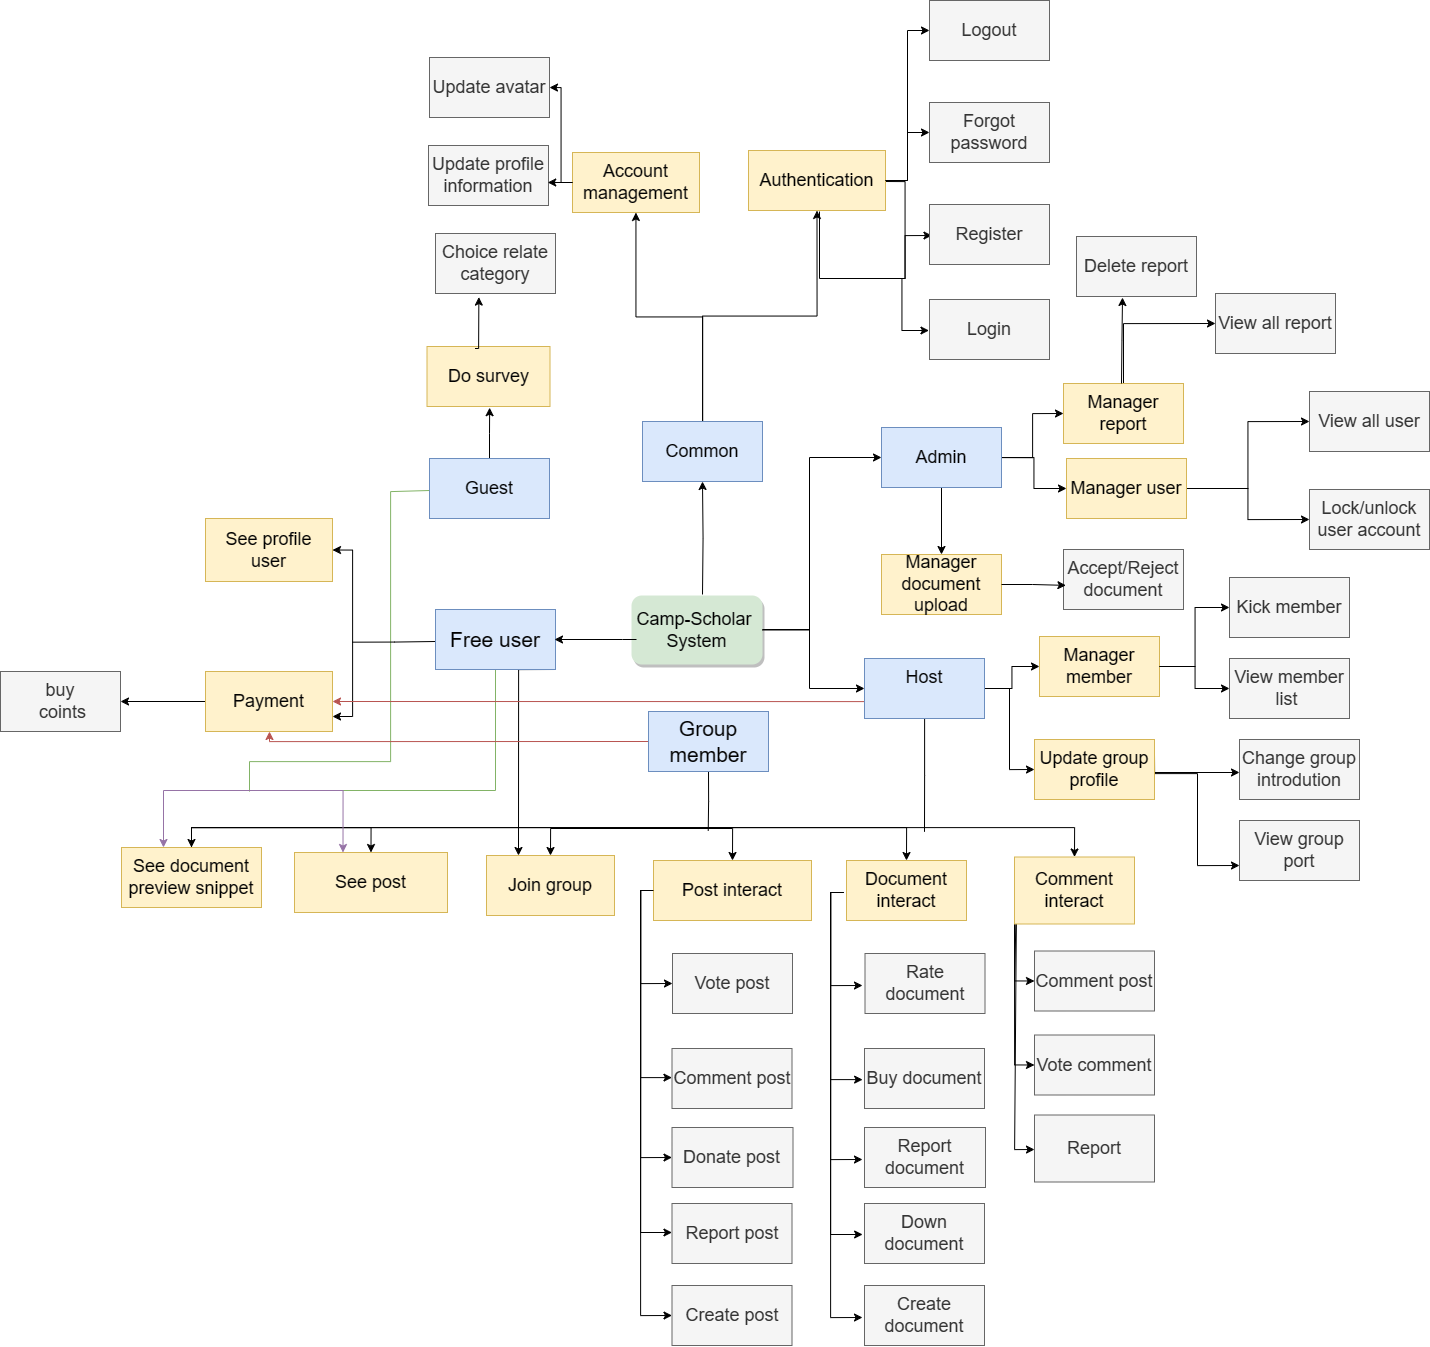 Logout
Update avatar
Forgot
password
Update profile
information
Account
management
Authentication
Register
Choice relate
category
Delete report
View all report
Login
Do survey
Manager
report
View all user
Common
Admin
Guest
Manager user
Lock/unlock
user account
See profile
user
Manager
document
upload
Accept/Reject
document
Kick member
Free user
Camp-Scholar
System
Host
Manager
member
View member
list
buy
coints
Payment
Group
member
Update group
profile
Change group
introdution
View group
port
See document
preview snippet
See post
Join group
Post interact
Document
interact
Comment
interact
Vote post
Rate
document
Comment post
Comment post
Buy document
Vote comment
Donate post
Report
document
Report
Report post
Down
document
Create post
Create
document